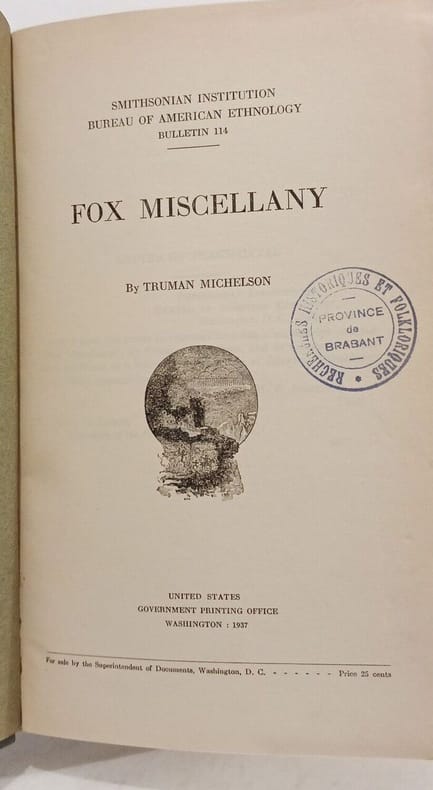 SMITHSONIAN INSTITUTION
BUREAU OF AMERICAN ETHNOLOGY
BULLETIN 114
FOX MISCELLANY
By TRUMAN MICHELSON
RECHERCHES HISTORIQUES ET FOLKLORIQUES
PROVINCE
de
BRABANT
UNITED STATES
GOVERNMENT PRINTING OFFICE
WASHINGTON : 1937
For sale by the Superintendent of Documents, Washington, D. C. - - - - - - Price 25 cents